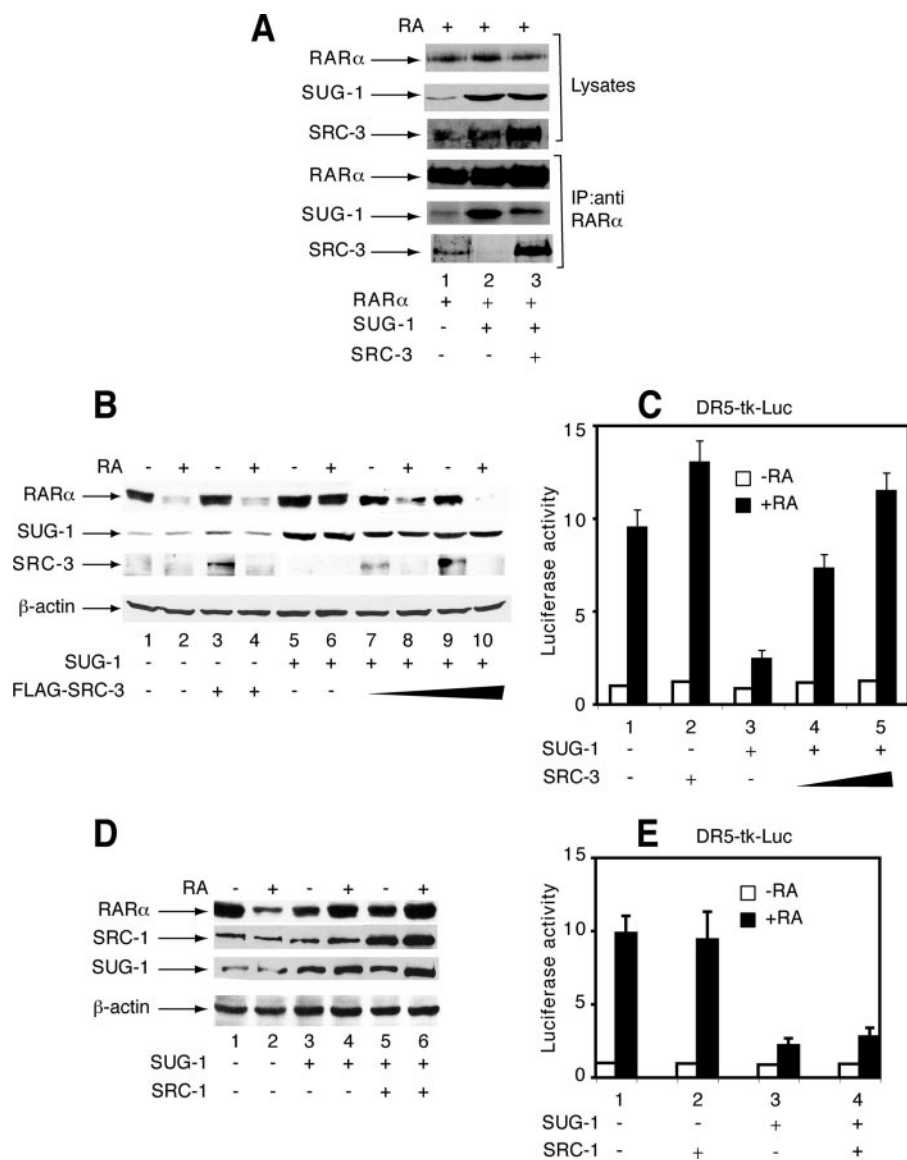 A
RA + + +
RARα
SUG-1
SRC-3
Lysates
RARα
SUG-1
SRC-3
IP:anti
RARα
1 2 3
RARα + + +
SUG-1 - + +
SRC-3 - - +
B
RA - + - + - + - + - +
RARα
SUG-1
SRC-3
β-actin
1 2 3 4 5 6 7 8 9 10
SUG-1 - - - - + + + + + +
FLAG-SRC-3 - - + + - -
C
DR5-tk-Luc
Luciferase activity
15
10
5
0
-RA
+RA
1 2 3 4 5
SUG-1 - - + + +
SRC-3 - + -
D
RA - + - + - +
RARα
SRC-1
SUG-1
β-actin
1 2 3 4 5 6
SUG-1 - - + + + +
SRC-1 - - - - + +
E
DR5-tk-Luc
Luciferase activity
15
10
5
0
-RA
+RA
1 2 3 4
SUG-1 - - + +
SRC-1 - + - +